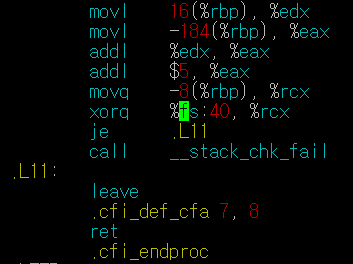 movl 16(%rbp), %edx
movl -184(%rbp), %eax
addl %edx, %eax
addl $5, %eax
movq -8(%rbp), %rcx
xorq %fs:40, %rcx
je .L11
call __stack_chk_fail
.L11:
leave
.cfi_def_cfa 7, 8
ret
.cfi_endproc